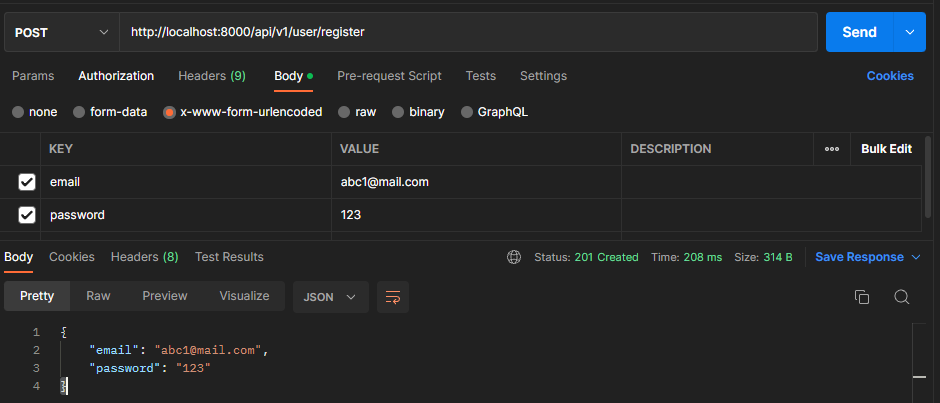 POST http://localhost:8000/api/v1/user/register Send
Params Authorization Headers (9) Body Pre-request Script Tests Settings Cookies
none form-data x-www-form-urlencoded raw binary GraphQL
KEY VALUE DESCRIPTION ooo Bulk Edit
email abc1@mail.com
password 123
Body Cookies Headers (8) Test Results Status: 201 Created Time: 208 ms Size: 314 B Save Response
Pretty Raw Preview Visualize JSON
1 {
2 "email": "abc1@mail.com",
3 "password": "123"
4 }